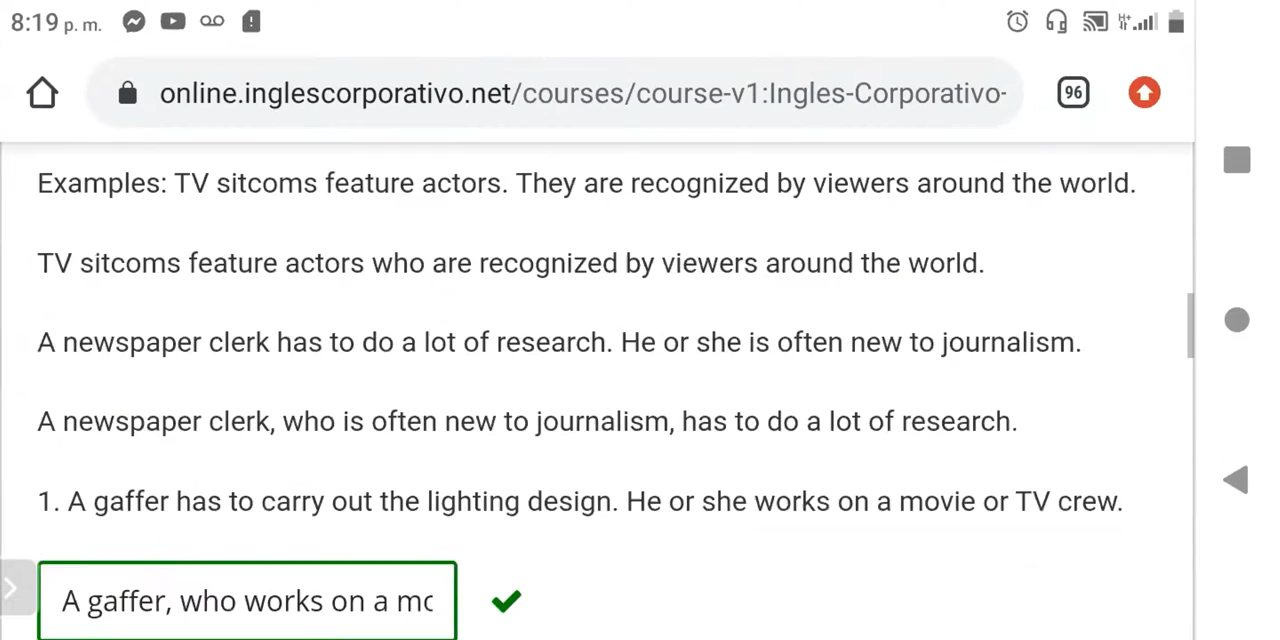 8:19 p. m.
online.inglescorporativo.net/courses/course-v1:Ingles-Corporativo-
96
Examples: TV sitcoms feature actors. They are recognized by viewers around the world.
TV sitcoms feature actors who are recognized by viewers around the world.
A newspaper clerk has to do a lot of research. He or she is often new to journalism.
A newspaper clerk, who is often new to journalism, has to do a lot of research.
1. A gaffer has to carry out the lighting design. He or she works on a movie or TV crew.
A gaffer, who works on a mo